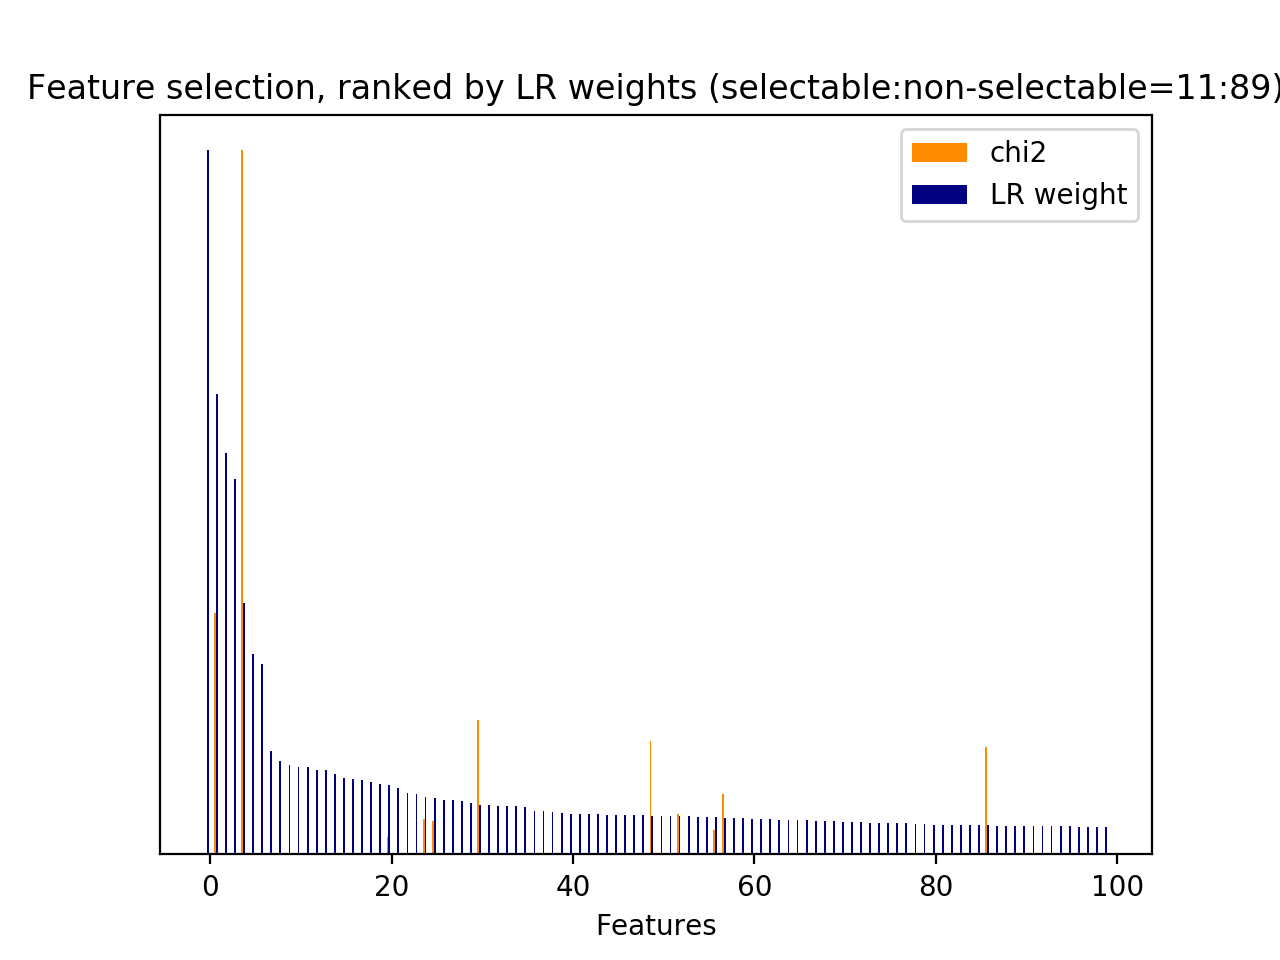 Feature selection, ranked by LR weights (selectable:non-selectable=11:89)
chi2
LR weight
0 20 40 60 80 100
Features